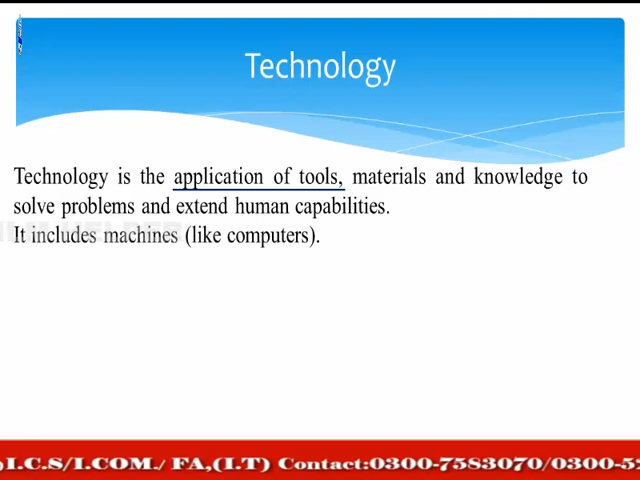 Technology
Technology is the application of tools, materials and knowledge to
solve problems and extend human capabilities.
It includes machines (like computers).
I.C.S/I.COM./ FA,(I.T) Contact:0300-7583070/0300-52